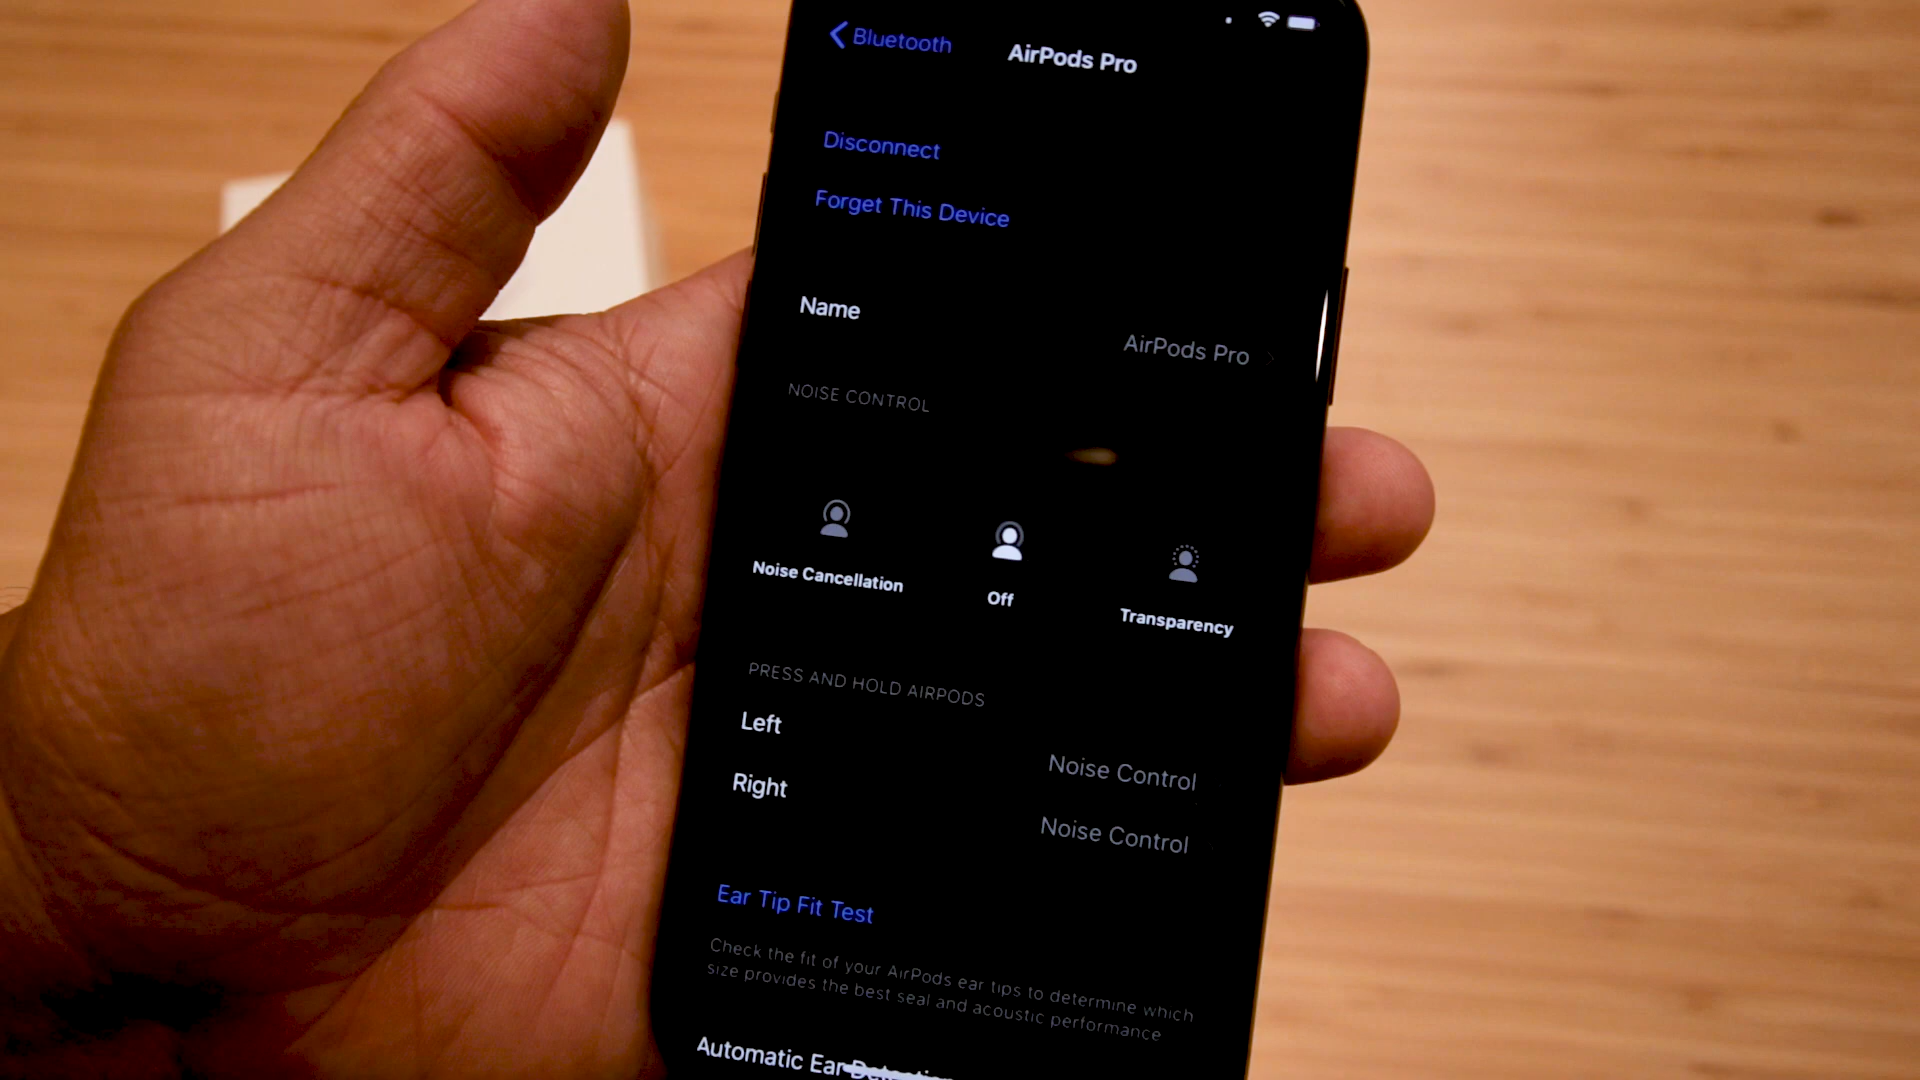 Bluetooth
AirPods Pro
Disconnect
Forget This Device
Name
AirPods Pro
NOISE CONTROL
Noise Cancellation
Off
Transparency
PRESS AND HOLD AIRPODS
Left
Noise Control
Right
Noise Control
Ear Tip Fit Test
Check the fit of your AirPods ear tips to determine which
size provides the best seal and acoustic performance
Automatic Ear Detection